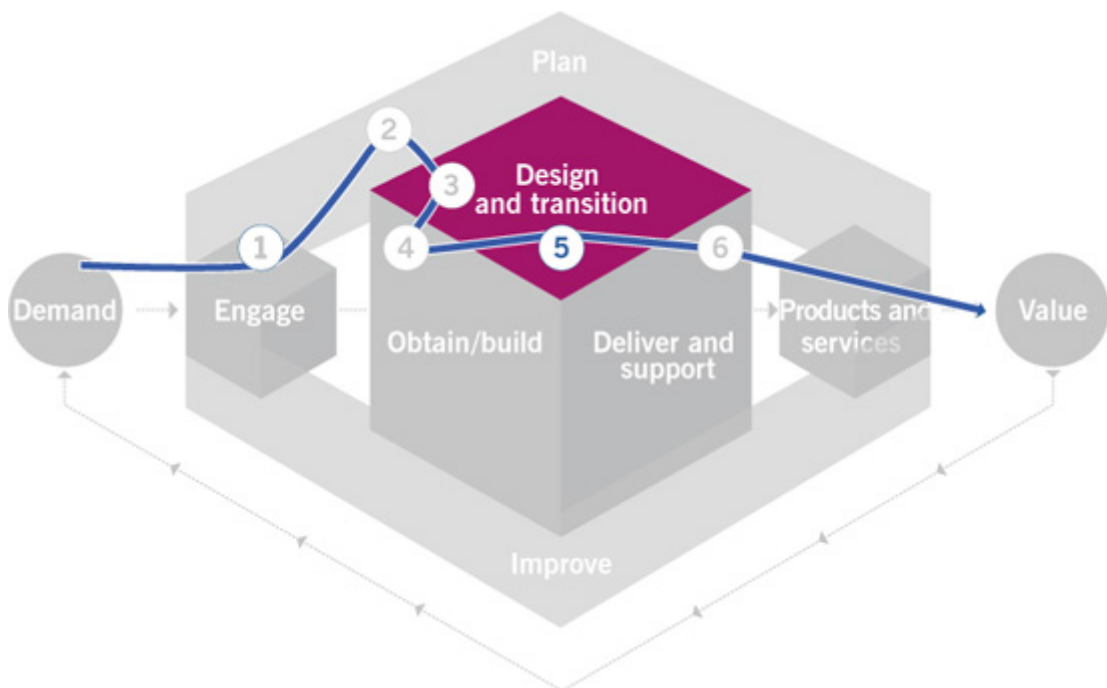 Plan
2
3
Design
and transition
1
4
5
6
Demand
Engage
Obtain/build
Deliver and
support
Products and
services
Value
Improve